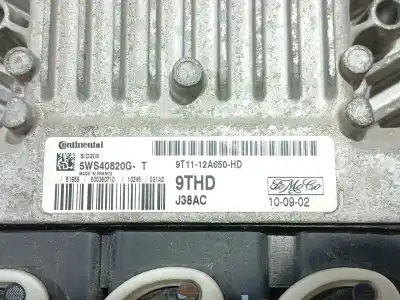 Continental
SID206
5WS40820G- T
MADE IN FRANCE
9T11-12A650-HD
9THD
J38AC
FoMoCo
10-09-02